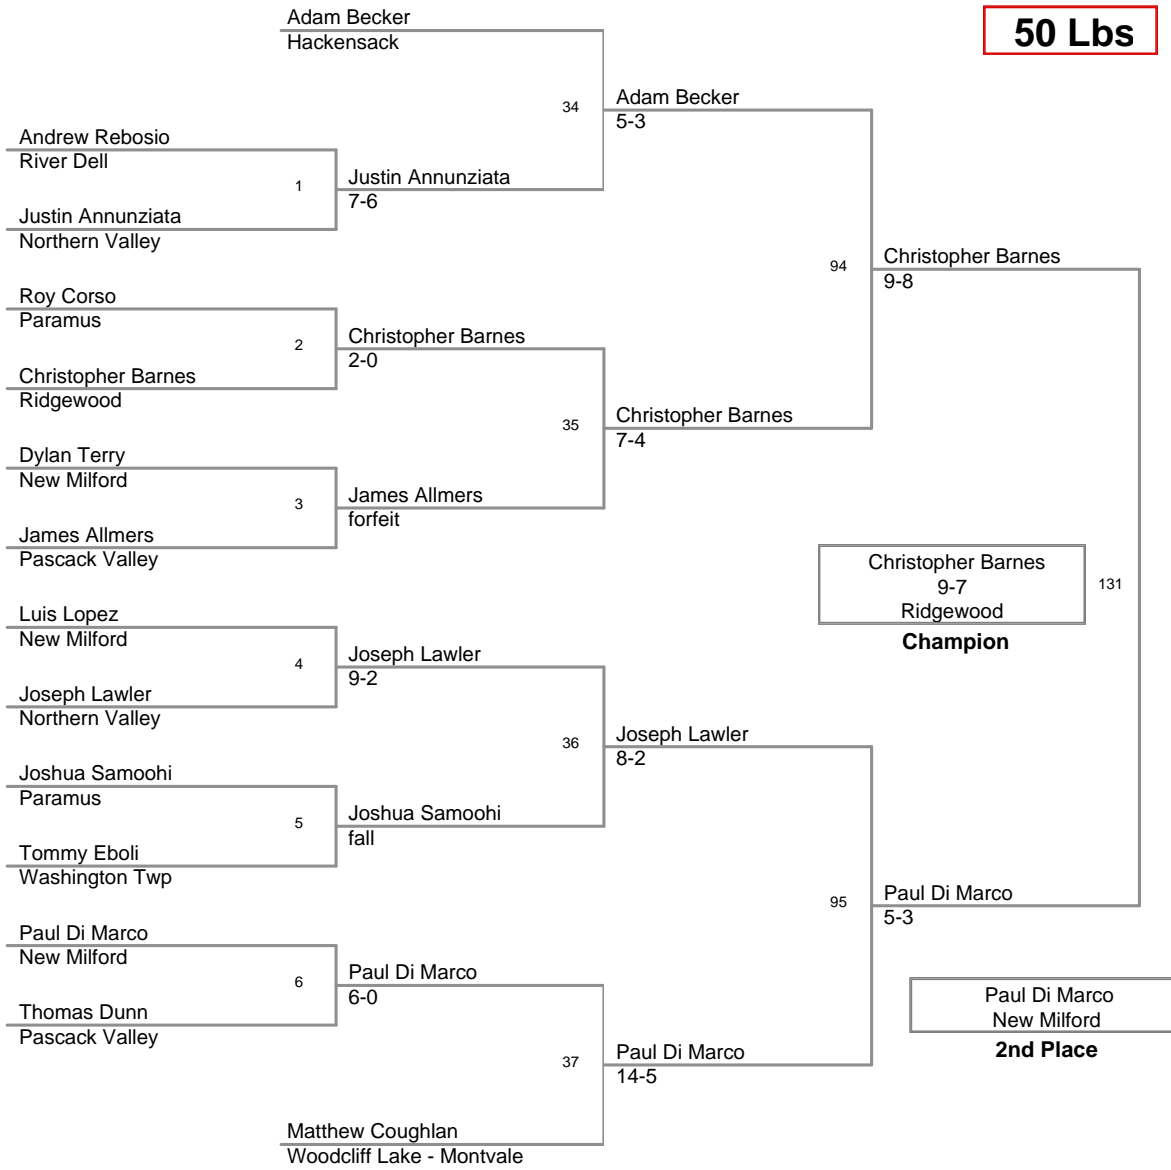 50 Lbs
Adam Becker
Hackensack
34
Adam Becker
5-3
Andrew Rebosio
River Dell
1
Justin Annunziata
7-6
Justin Annunziata
Northern Valley
94
Christopher Barnes
9-8
Roy Corso
Paramus
2
Christopher Barnes
2-0
Christopher Barnes
Ridgewood
35
Christopher Barnes
7-4
Dylan Terry
New Milford
3
James Allmers
forfeit
James Allmers
Pascack Valley
Christopher Barnes
9-7
Ridgewood
Champion
131
Luis Lopez
New Milford
4
Joseph Lawler
9-2
Joseph Lawler
Northern Valley
36
Joseph Lawler
8-2
Joshua Samoohi
Paramus
5
Joshua Samoohi
fall
Tommy Eboli
Washington Twp
95
Paul Di Marco
5-3
Paul Di Marco
New Milford
6
Paul Di Marco
6-0
Thomas Dunn
Pascack Valley
Paul Di Marco
New Milford
2nd Place
37
Paul Di Marco
14-5
Matthew Coughlan
Woodcliff Lake - Montvale